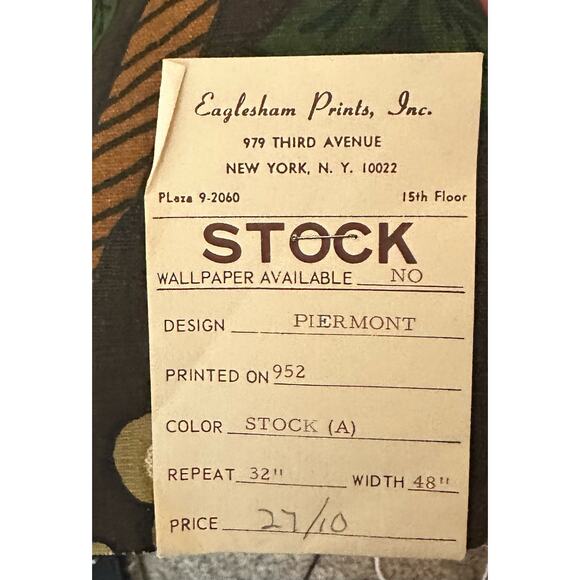 Eaglesham Prints, Inc.
979 THIRD AVENUE
NEW YORK, N. Y. 10022
PLaza 9-2060 15th Floor
STOCK
WALLPAPER AVAILABLE NO
DESIGN PIERMONT
PRINTED ON 952
COLOR STOCK (A)
REPEAT 32" WIDTH 48"
PRICE 27/10